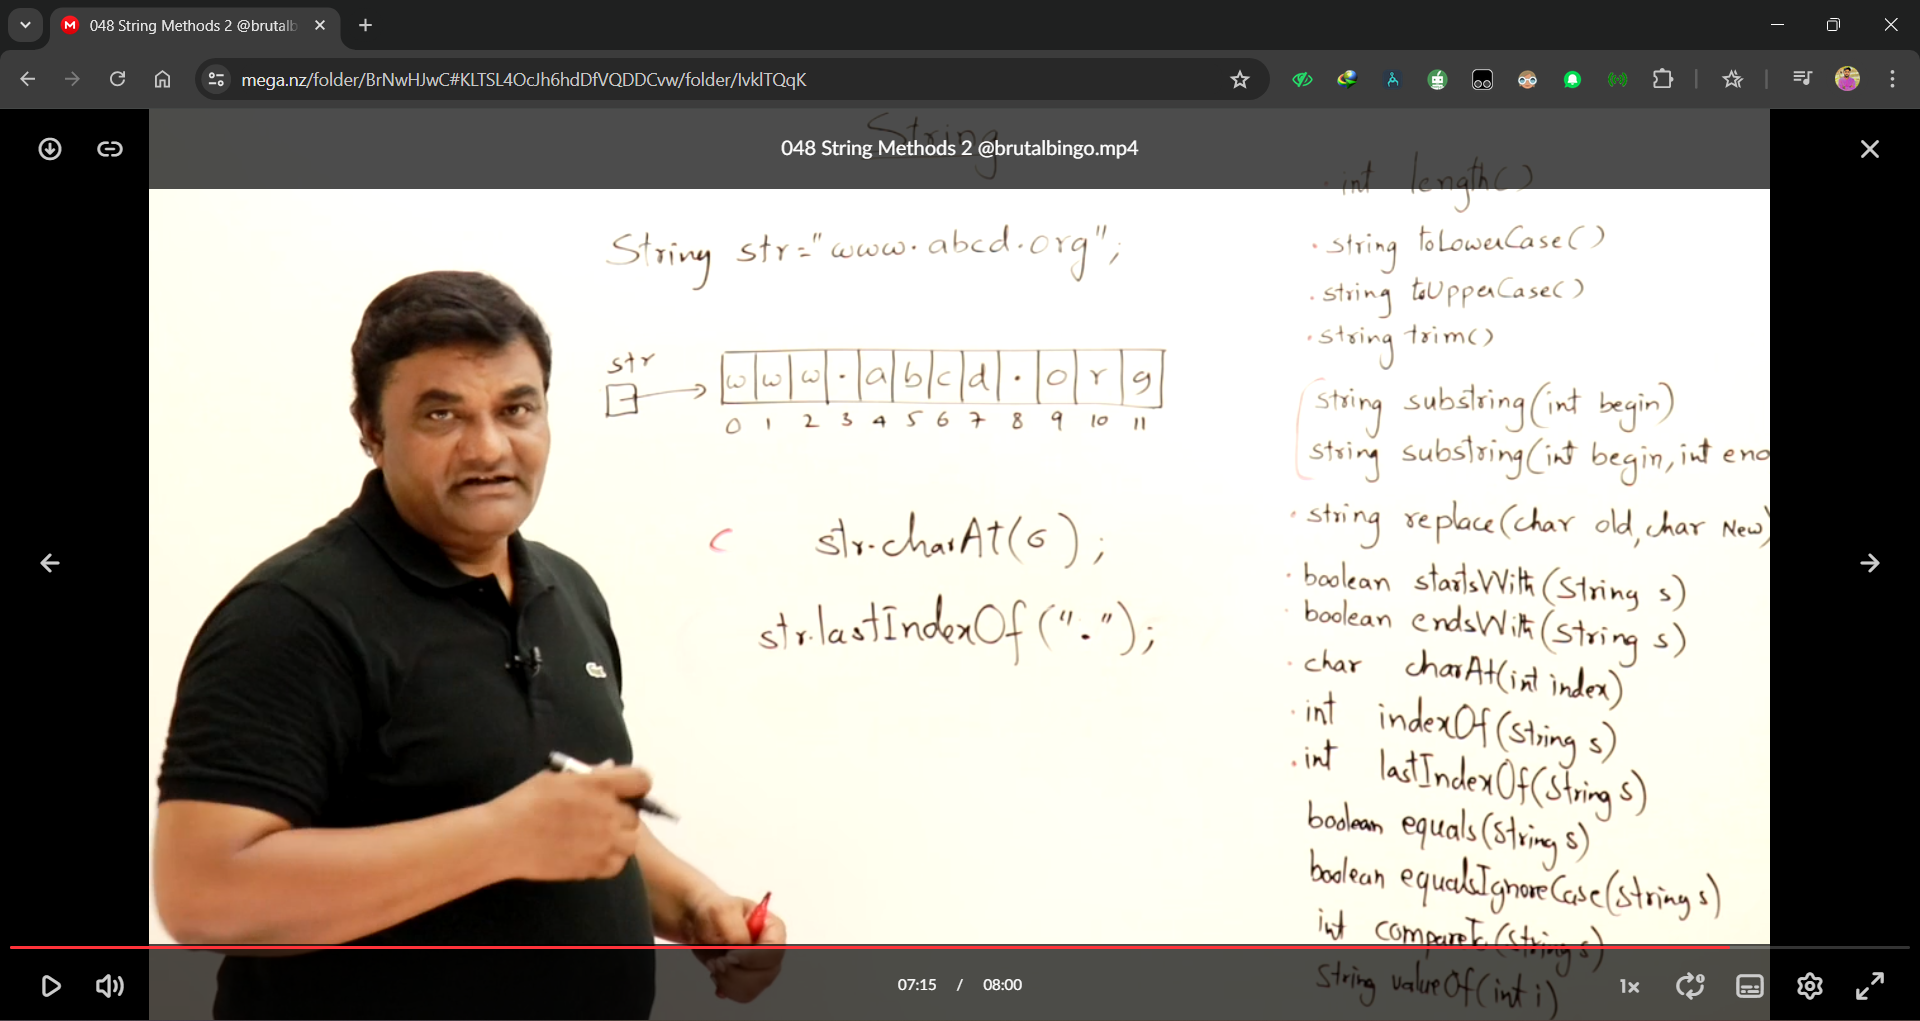 048 String Methods 2 @brutalb
mega.nz/folder/BrNwHJwC#KLTSL4OcJh6hdDfVQDDCvw/folder/IvklTQqK
String
048 String Methods 2 @brutalbingo.mp4
String str="www.abcd.org";
str
w w w . a b c d . o r g
0 1 2 3 4 5 6 7 8 9 10 11
c str.charAt(6);
str.lastIndexOf(".");
· int length()
· string toLowerCase()
· string toUpperCase()
· string trim()
string substring(int begin)
string substring(int begin, int end
· string replace(char old, char New)
· boolean startsWith(String s)
· boolean endsWith(String s)
· char charAt(int index)
· int indexOf(String s)
· int lastIndexOf(String s)
boolean equals(String s)
boolean equalsIgnoreCase(String s)
int compareTo(String s)
String valueOf(int i)
07:15 / 08:00
1x